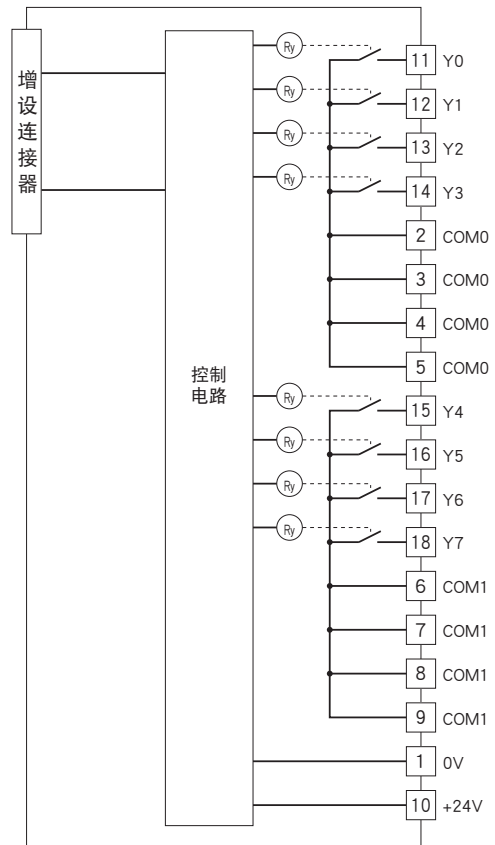 增设连接器
控制
电路
Ry 11 Y0
Ry 12 Y1
Ry 13 Y2
Ry 14 Y3
2 COM0
3 COM0
4 COM0
5 COM0
Ry 15 Y4
Ry 16 Y5
Ry 17 Y6
Ry 18 Y7
6 COM1
7 COM1
8 COM1
9 COM1
1 0V
10 +24V